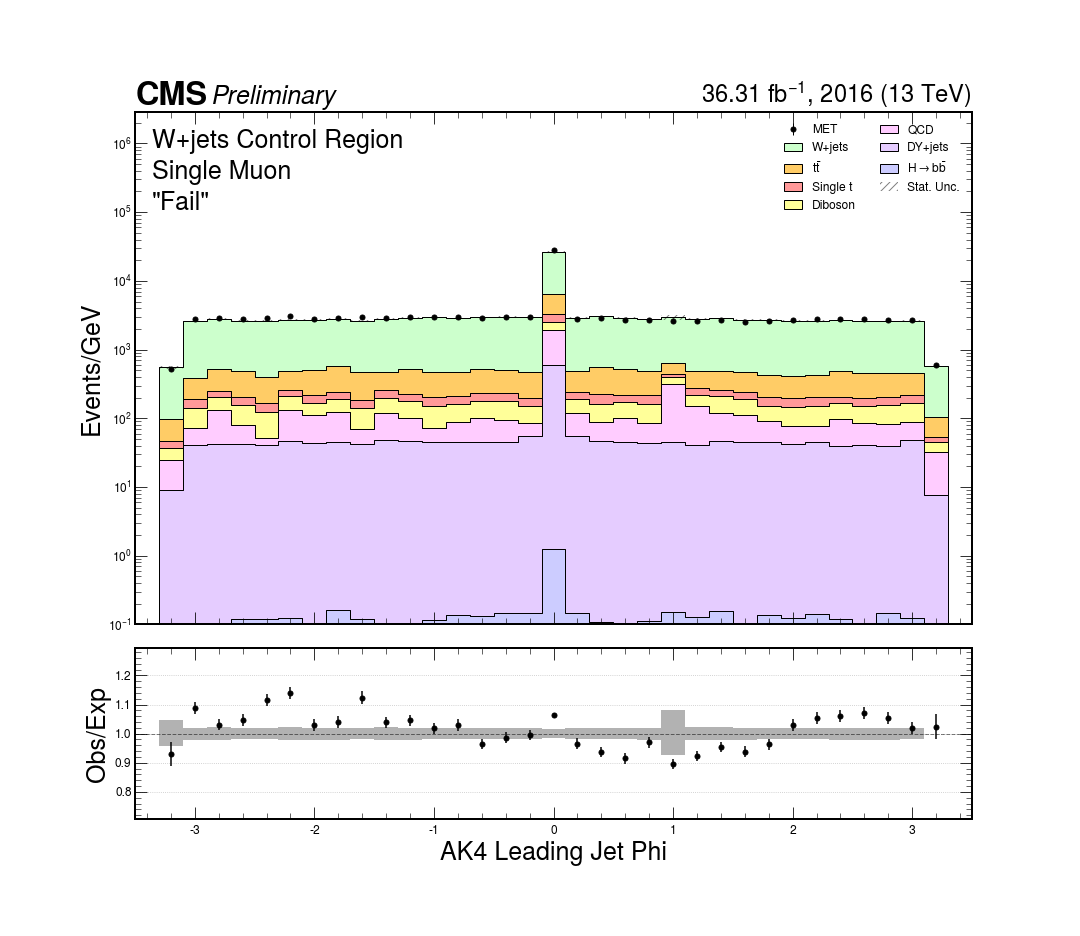 CMS Preliminary
36.31 fb⁻¹, 2016 (13 TeV)
W+jets Control Region
Single Muon
"Fail"
MET
W+jets
tt̄
Single t
Diboson
QCD
DY+jets
H→bb̄
Stat. Unc.
Events/GeV
10⁶
10⁵
10⁴
10³
10²
10¹
10⁰
10⁻¹
Obs/Exp
1.2
1.1
1.0
0.9
0.8
-3 -2 -1 0 1 2 3
AK4 Leading Jet Phi